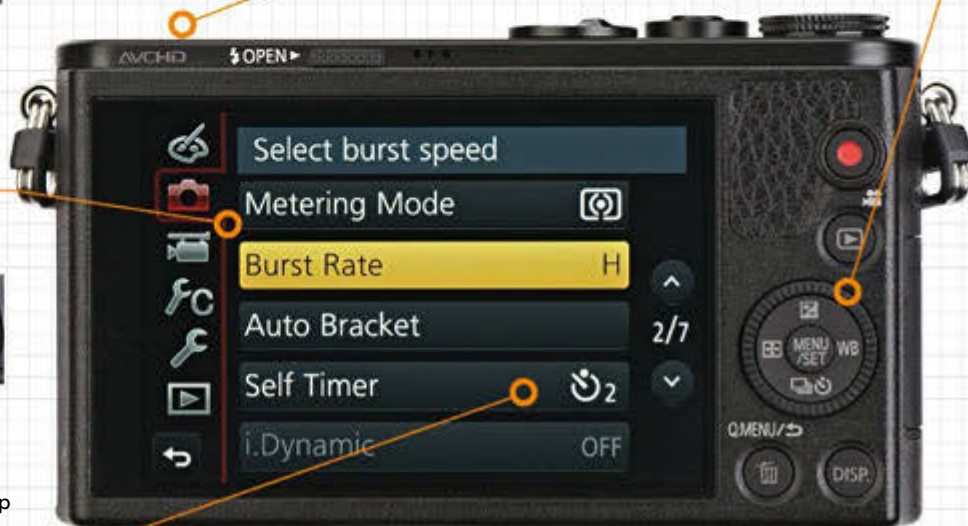 AVCHD OPEN
Select burst speed
Metering Mode
Burst Rate H
Auto Bracket
2/7
Self Timer 2
i.Dynamic OFF
MENU
/SET
WB
Q.MENU/
DISP.
p